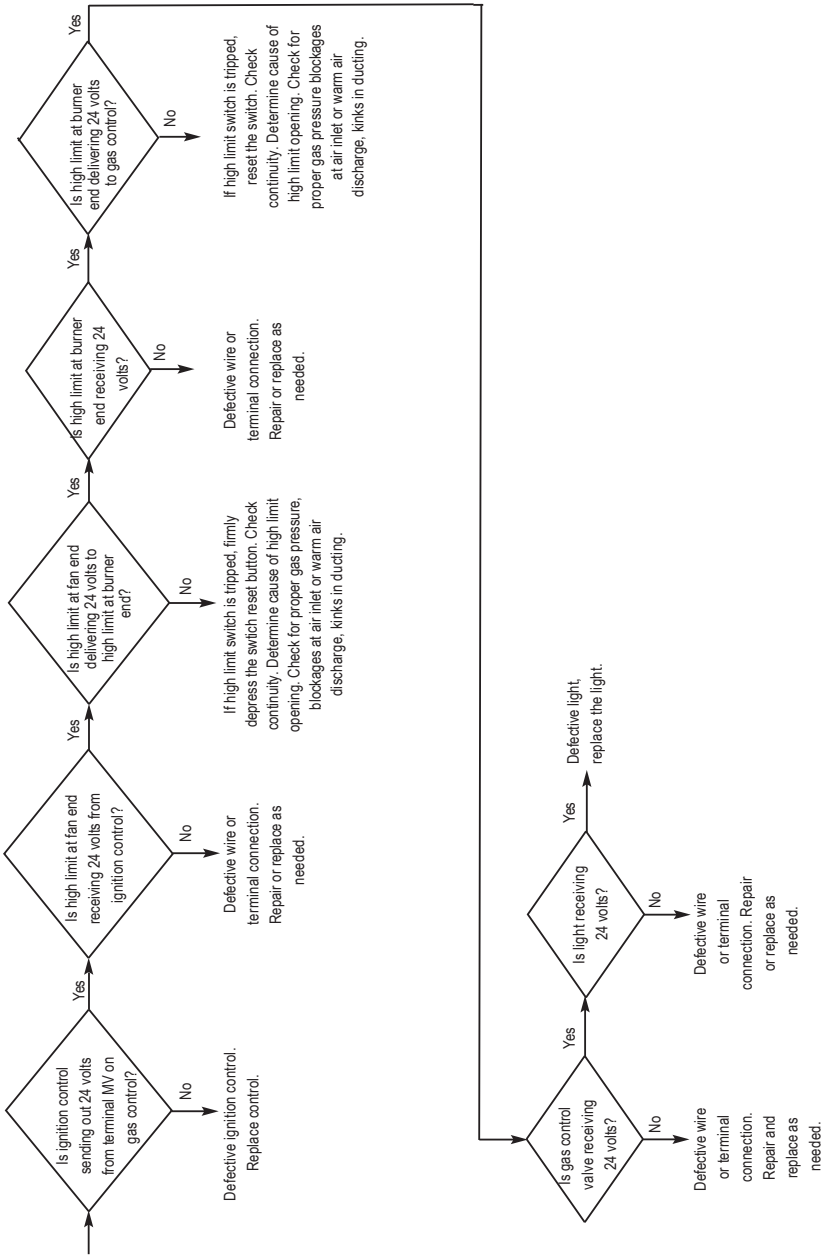 Is ignition control
sending out 24 volts
from terminal MV on
gas control?
Yes
No
Defective ignition control.
Replace control.
Is high limit at fan end
receiving 24 volts from
ignition control?
Yes
No
Defective wire or
terminal connection.
Repair or replace as
needed.
Is high limit at fan end
delivering 24 volts to
high limit at burner
end?
Yes
No
If high limit switch is tripped, firmly
depress the swtich reset button. Check
continuity. Determine cause of high limit
opening. Check for proper gas pressure,
blockages at air inlet or warm air
discharge, kinks in ducting.
Is high limit at burner
end receiving 24
volts?
Yes
No
Defective wire or
terminal connection.
Repair or replace as
needed.
Is high limit at burner
end delivering 24 volts
to gas control?
Yes
No
If high limit switch is tripped,
reset the switch. Check
continuity. Determine cause of
high limit opening. Check for
proper gas pressure blockages
at air inlet or warm air
discharge, kinks in ducting.
Is gas control
valve receiving
24 volts?
Yes
No
Defective wire
or terminal
connection.
Repair and
replace as
needed.
Is light receiving
24 volts?
Yes
No
Defective wire
or terminal
connection. Repair
or replace as
needed.
Defective light,
replace the light.